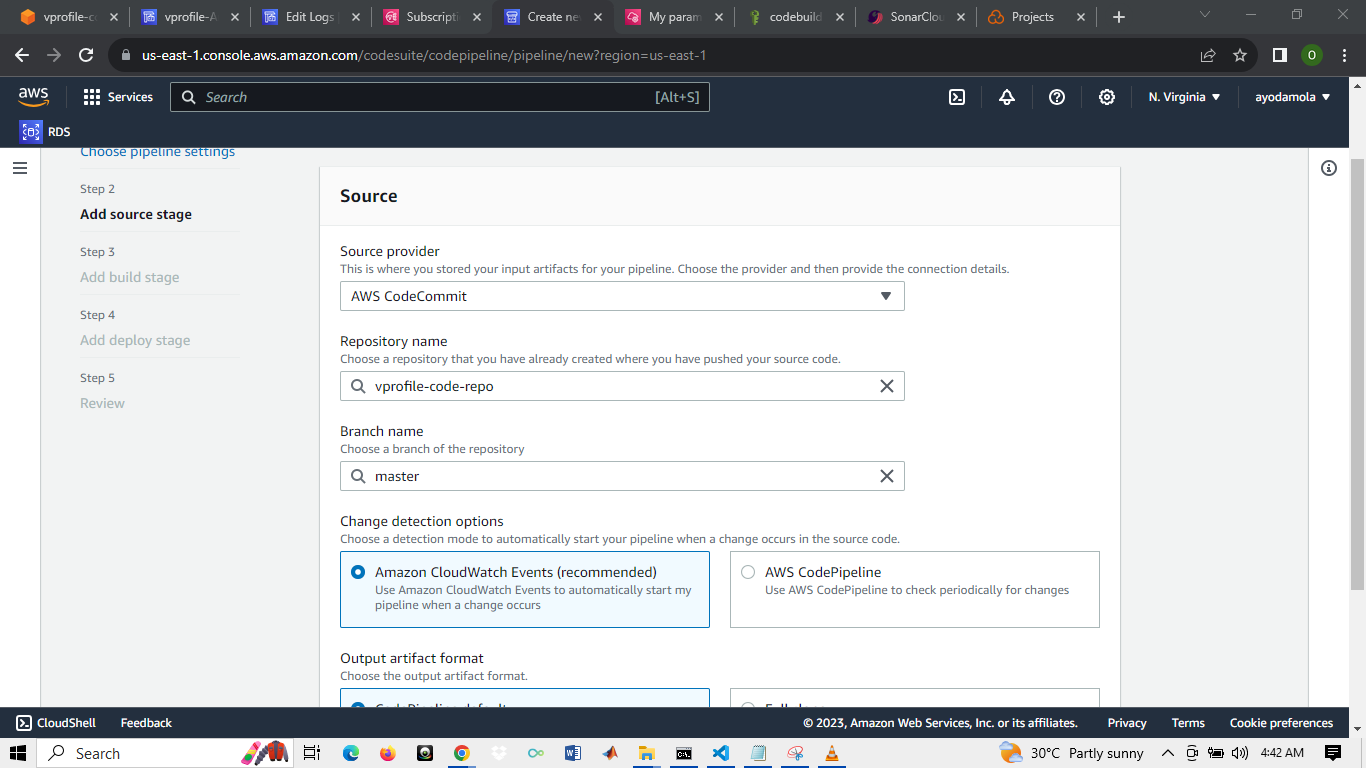 vprofile-co
vprofile-A
Edit Logs
Subscripti
Create ne
My param
codebuild
SonarClou
Projects
us-east-1.console.aws.amazon.com/codesuite/codepipeline/pipeline/new?region=us-east-1
O
aws
Services
Search
[Alt+S]
N. Virginia
ayodamola
RDS
Choose pipeline settings
Step 2
Add source stage
Step 3
Add build stage
Step 4
Add deploy stage
Step 5
Review
Source
Source provider
This is where you stored your input artifacts for your pipeline. Choose the provider and then provide the connection details.
AWS CodeCommit
Repository name
Choose a repository that you have already created where you have pushed your source code.
vprofile-code-repo
Branch name
Choose a branch of the repository
master
Change detection options
Choose a detection mode to automatically start your pipeline when a change occurs in the source code.
Amazon CloudWatch Events (recommended)
Use Amazon CloudWatch Events to automatically start my
pipeline when a change occurs
AWS CodePipeline
Use AWS CodePipeline to check periodically for changes
Output artifact format
Choose the output artifact format.
CodePipeline default
CloudShell
Feedback
© 2023, Amazon Web Services, Inc. or its affiliates.
Privacy
Terms
Cookie preferences
Search
30°C Partly sunny
4:42 AM